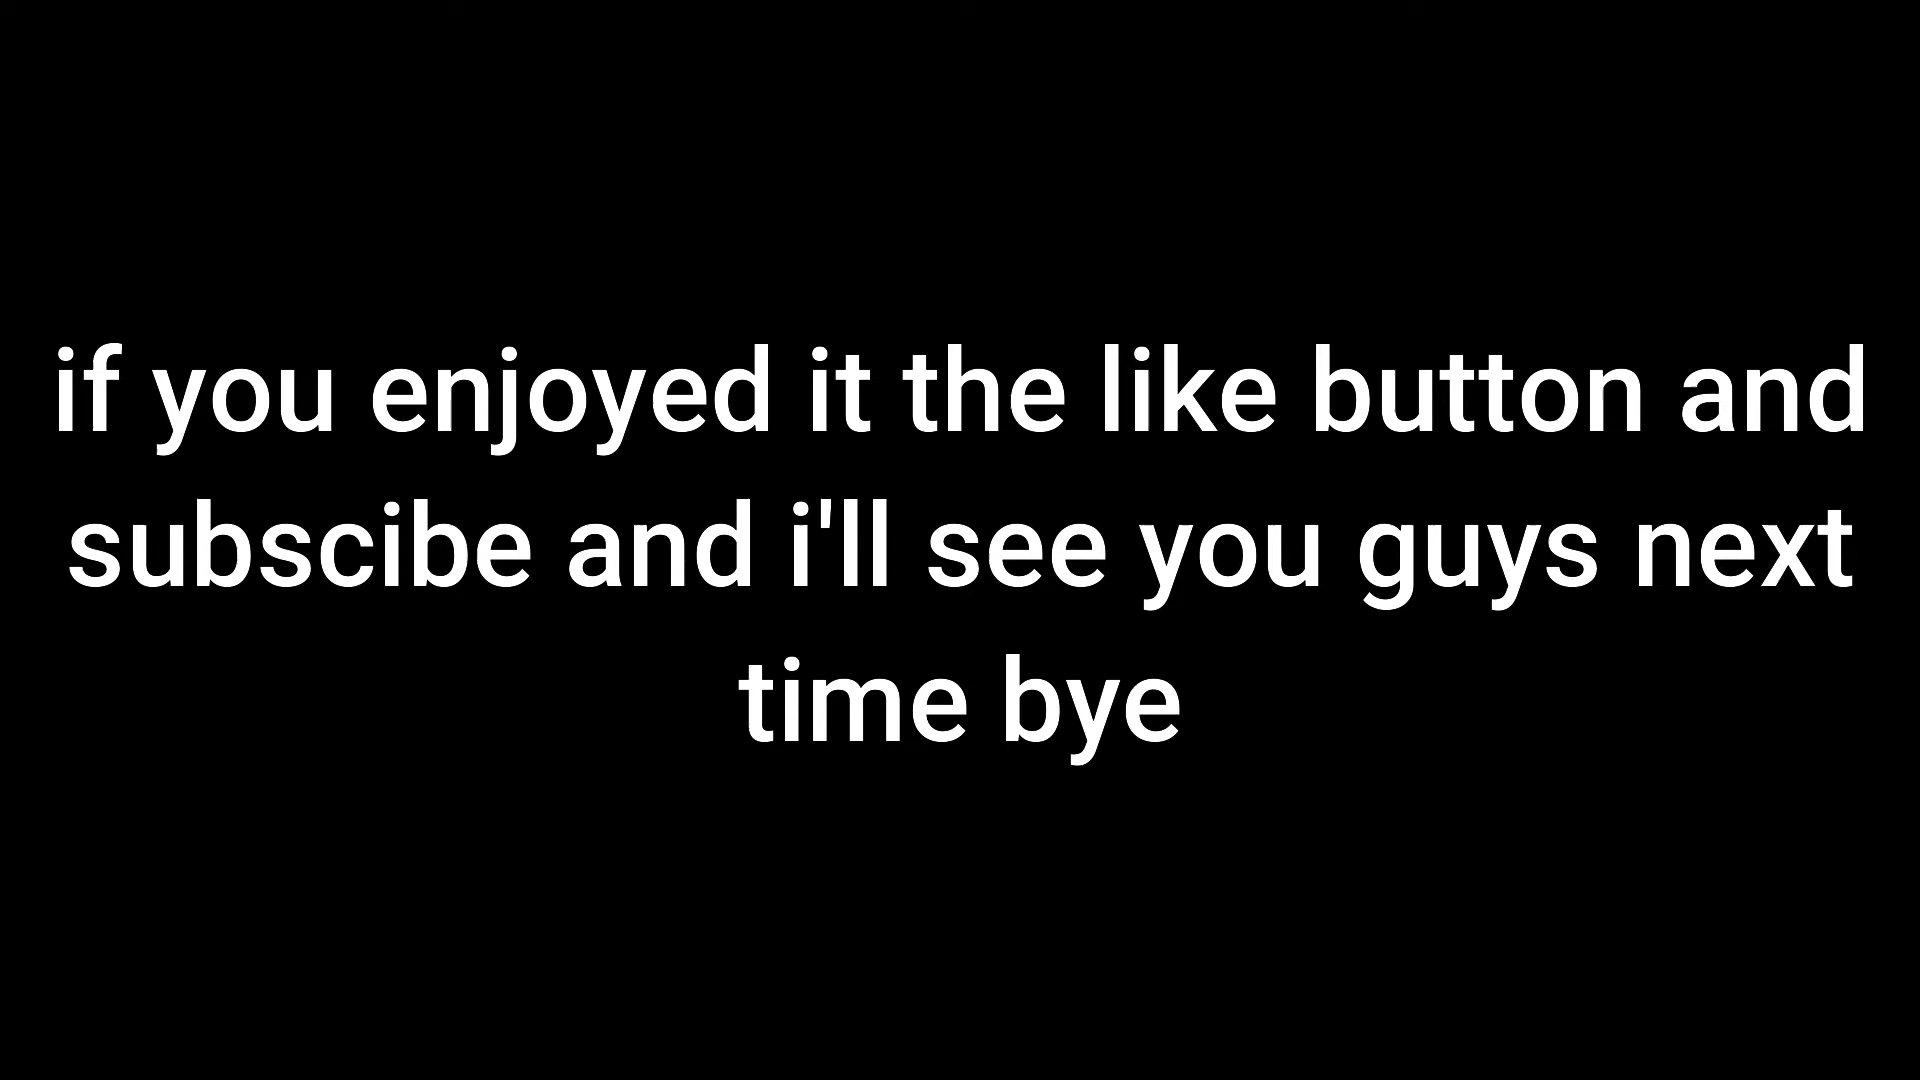 if you enjoyed it the like button and
subscibe and i'll see you guys next
time bye